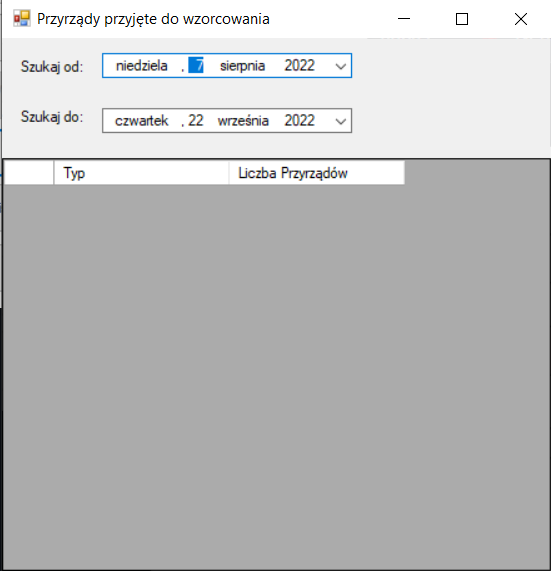 Przyrządy przyjęte do wzorcowania
Szukaj od: niedziela , 7 sierpnia 2022
Szukaj do: czwartek , 22 września 2022
Typ Liczba Przyrządów